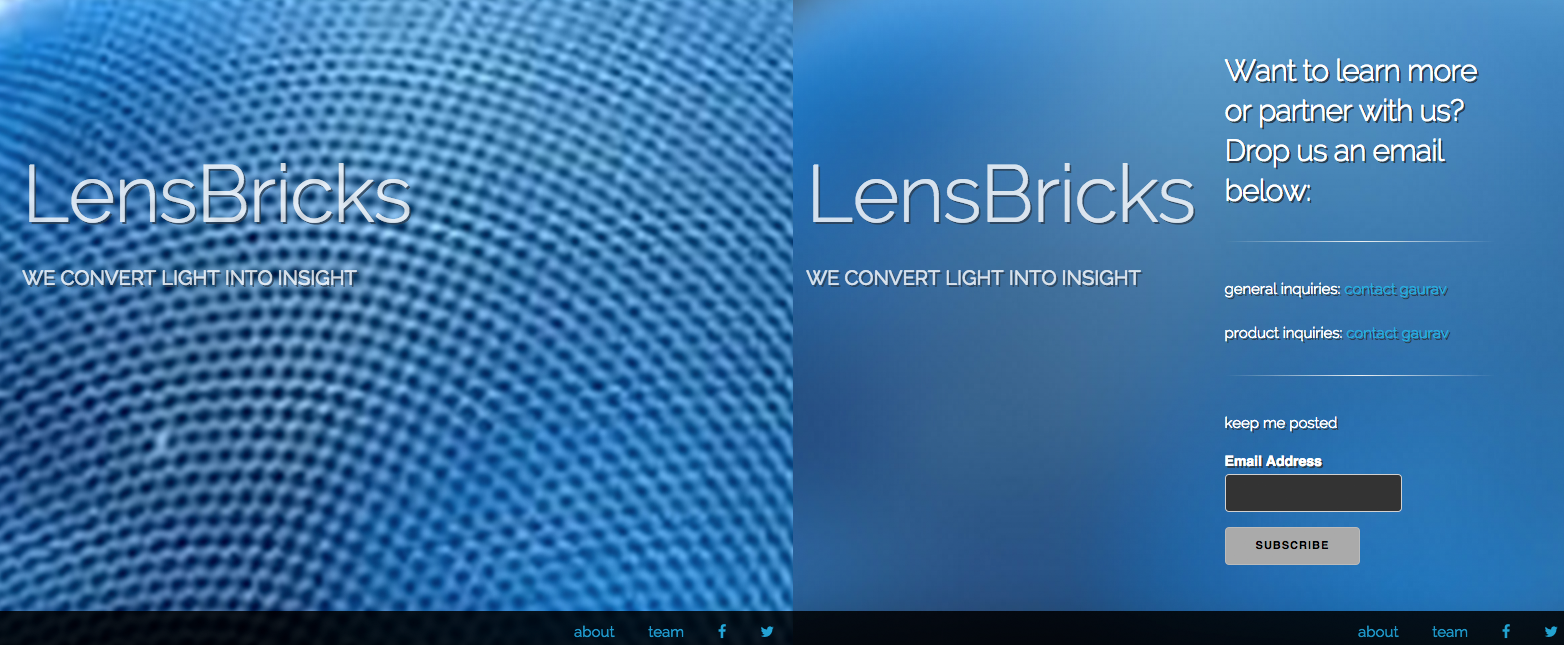 LensBricks
WE CONVERT LIGHT INTO INSIGHT
about team
LensBricks
WE CONVERT LIGHT INTO INSIGHT
Want to learn more
or partner with us?
Drop us an email
below:
general inquiries: contact gaurav
product inquiries: contact gaurav
keep me posted
Email Address
SUBSCRIBE
about team